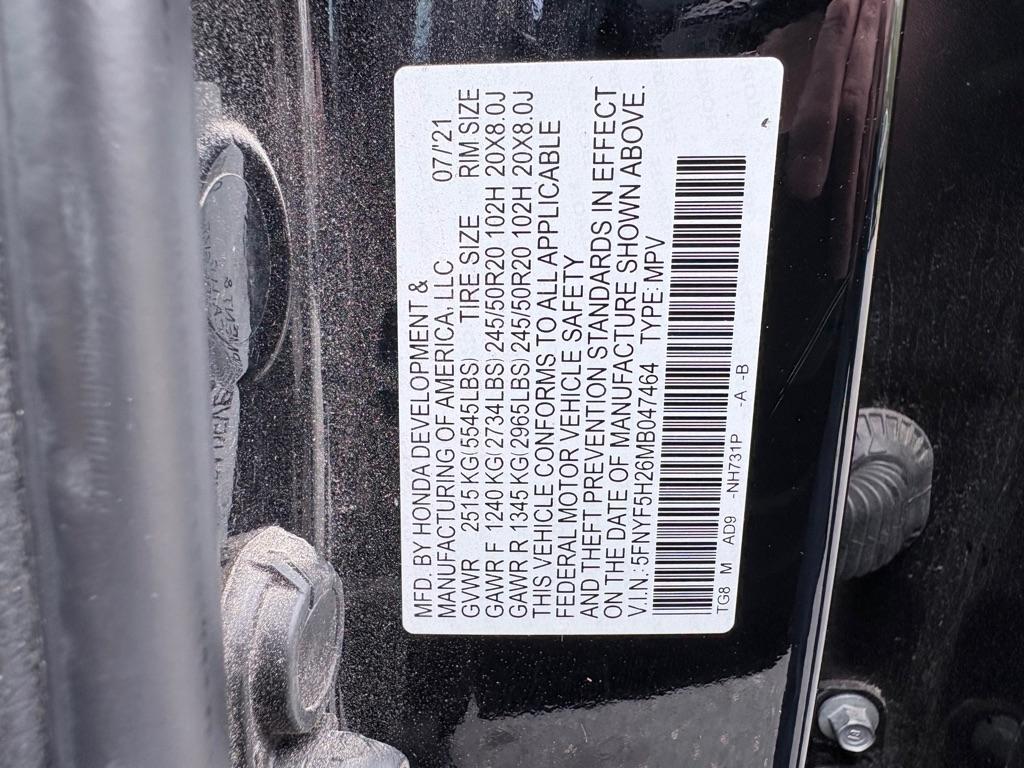 MFD. BY HONDA DEVELOPMENT &
MANUFACTURING OF AMERICA, LLC 07/'21
GVWR 2515 KG(5545LBS) TIRE SIZE RIM SIZE
GAWR F 1240 KG(2734LBS) 245/50R20 102H 20X8.0J
GAWR R 1345 KG(2965LBS) 245/50R20 102H 20X8.0J
THIS VEHICLE CONFORMS TO ALL APPLICABLE
FEDERAL MOTOR VEHICLE SAFETY
AND THEFT PREVENTION STANDARDS IN EFFECT
ON THE DATE OF MANUFACTURE SHOWN ABOVE.
V.I.N.: 5FNYF5H26MB047464 TYPE: MPV
TG8 M AD9 -NH731P -A -B